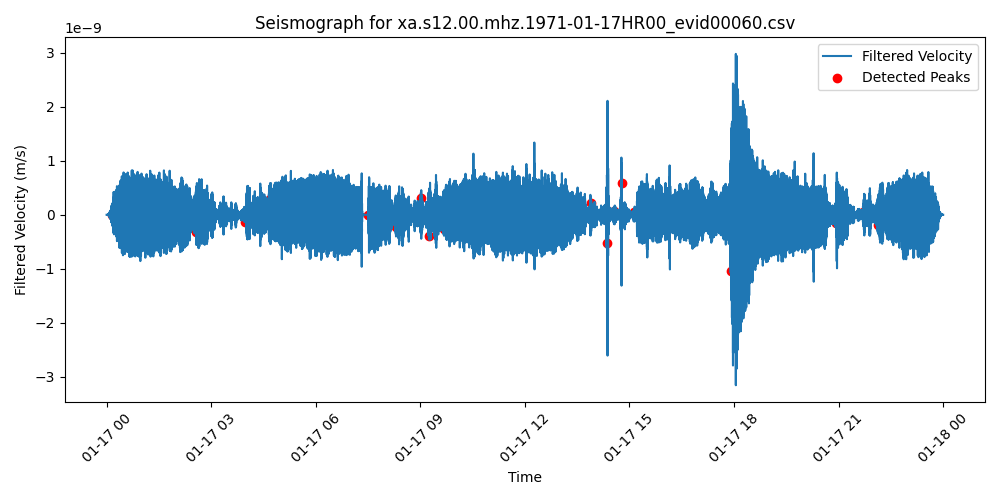 Seismograph for xa.s12.00.mhz.1971-01-17HR00_evid00060.csv
1e−9
Filtered Velocity
Detected Peaks
3
2
1
0
−1
−2
−3
Filtered Velocity (m/s)
01-17 00
01-17 03
01-17 06
01-17 09
01-17 12
01-17 15
01-17 18
01-17 21
01-18 00
Time